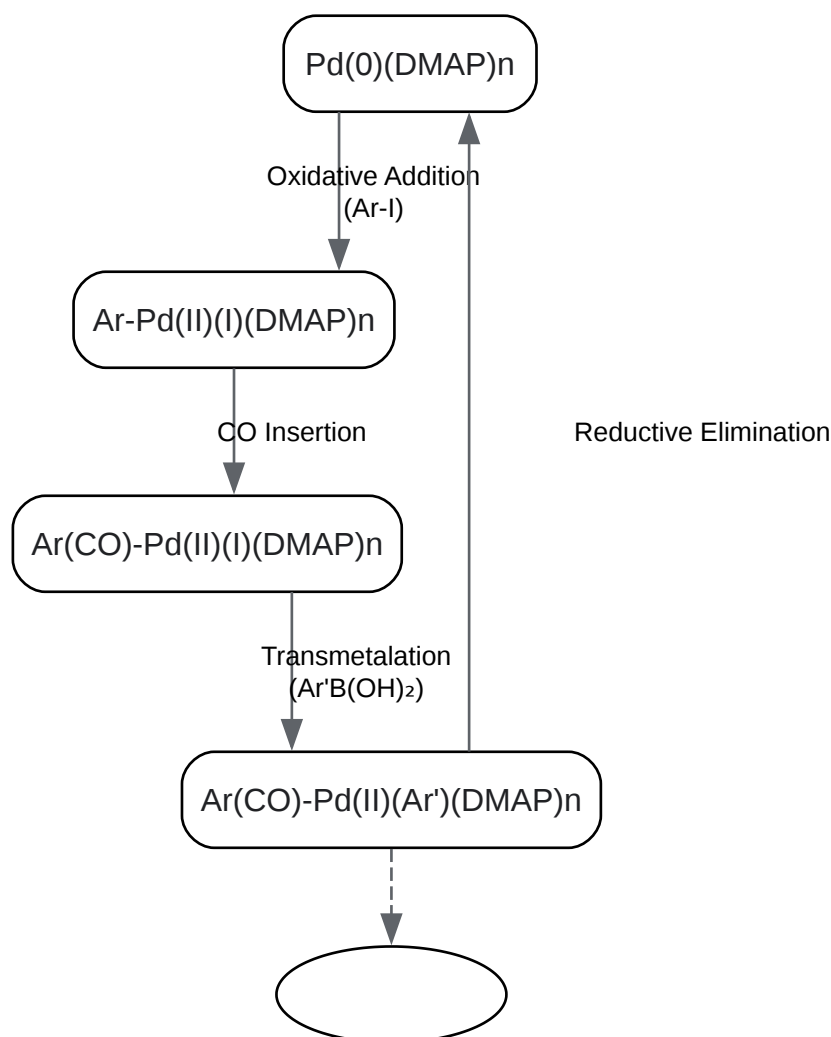 Pd(0)(DMAP)n
Oxidative Addition
(Ar-I)
Ar-Pd(II)(I)(DMAP)n
CO Insertion
Reductive Elimination
Ar(CO)-Pd(II)(I)(DMAP)n
Transmetalation
(Ar'B(OH)₂)
Ar(CO)-Pd(II)(Ar')(DMAP)n